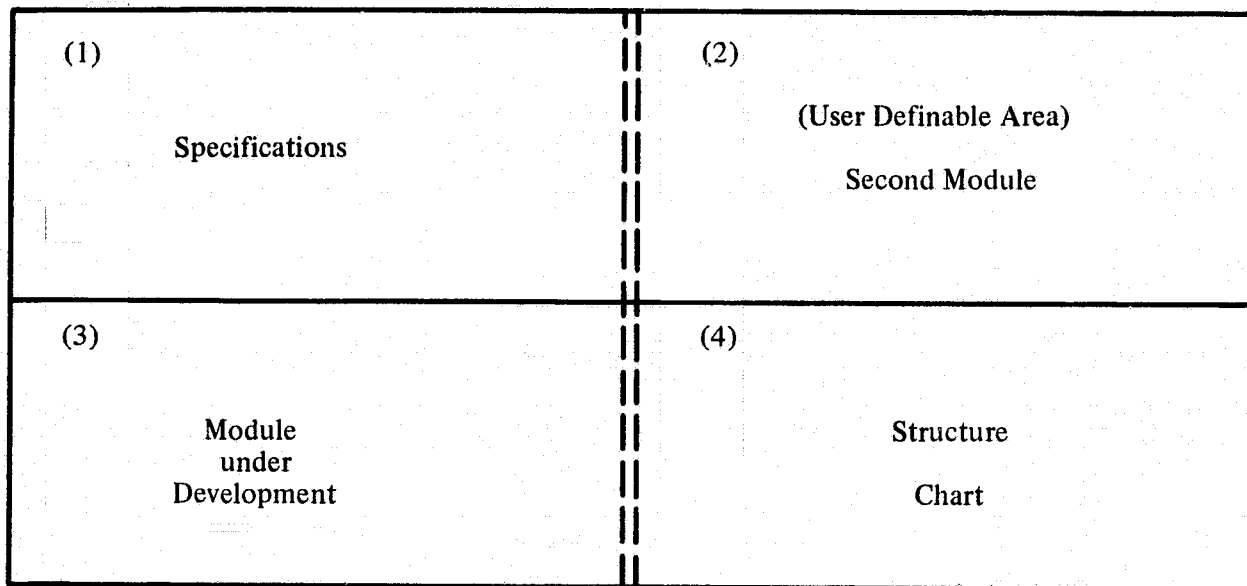 (1)
Specifications
(2)
(User Definable Area)
Second Module
(3)
Module
under
Development
(4)
Structure
Chart